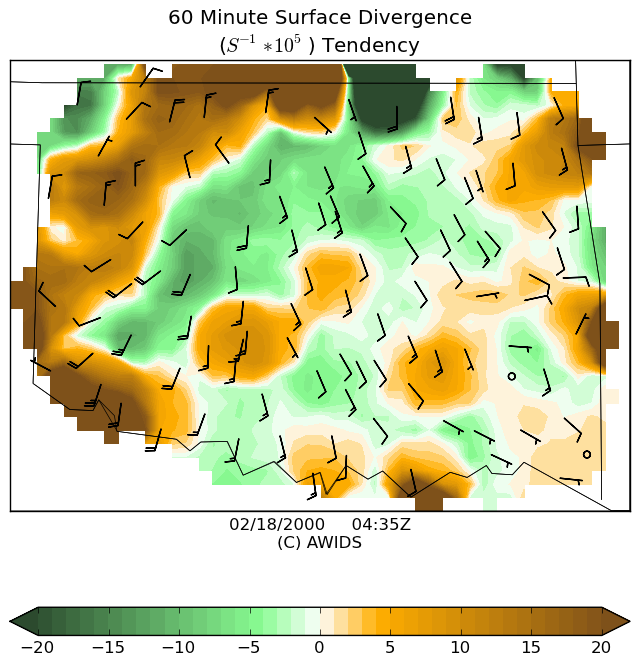 60 Minute Surface Divergence
(S⁻¹ *10⁵ ) Tendency
02/18/2000 04:35Z
(C) AWIDS
−20 −15 −10 −5 0 5 10 15 20